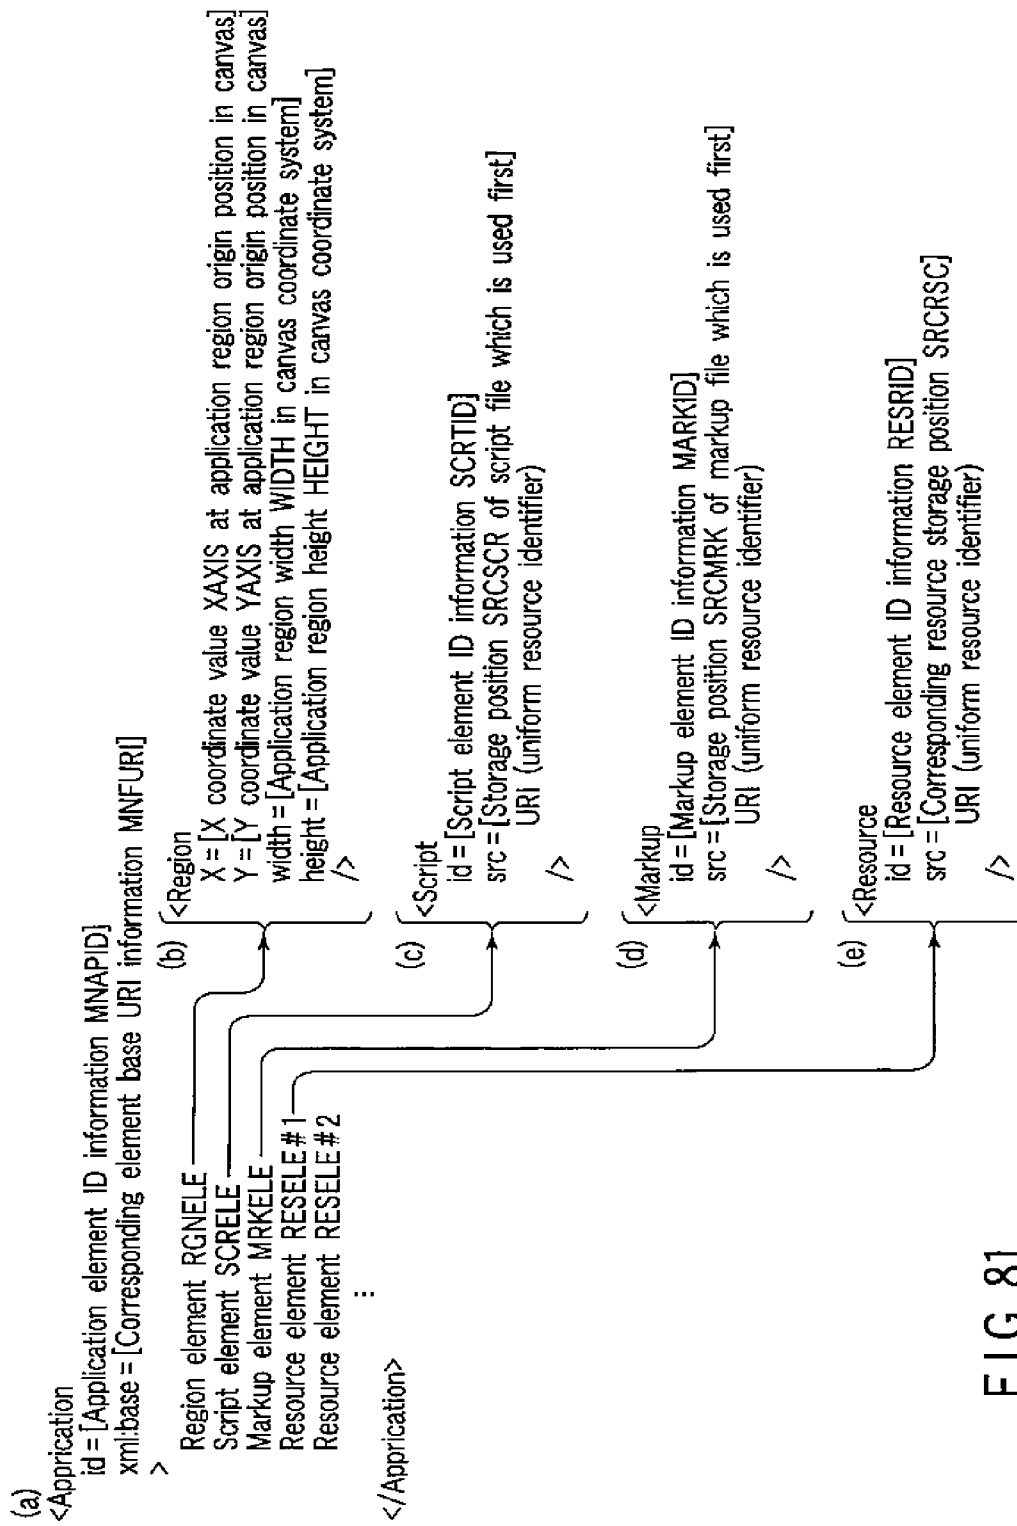 (a)
<Apprication
id = [Application element ID information MNAPID]
xml:base = [Corresponding element base URI information MNFURI]
>
Region element RGNELE
Script element SCRELE
Markup element MRKELE
Resource element RESELE#1
Resource element RESELE#2
⋮
</Apprication>
(b)
<Region
X = [X coordinate value XAXIS at application region origin position in canvas]
Y = [Y coordinate value YAXIS at application region origin position in canvas]
width = [Application region width WIDTH in canvas coordinate system]
height = [Application region height HEIGHT in canvas coordinate system]
/>
(c)
<Script
id = [Script element ID information SCRTID]
src = [Storage position SRCSCR of script file which is used first]
URI (uniform resource identifier)
/>
(d)
<Markup
id = [Markup element ID information MARKID]
src = [Storage position SRCMRK of markup file which is used first]
URI (uniform resource identifier)
/>
(e)
<Resource
id = [Resource element ID information RESRID]
src = [Corresponding resource storage position SRCRSC]
URI (uniform resource identifier)
/>
FIG. 81